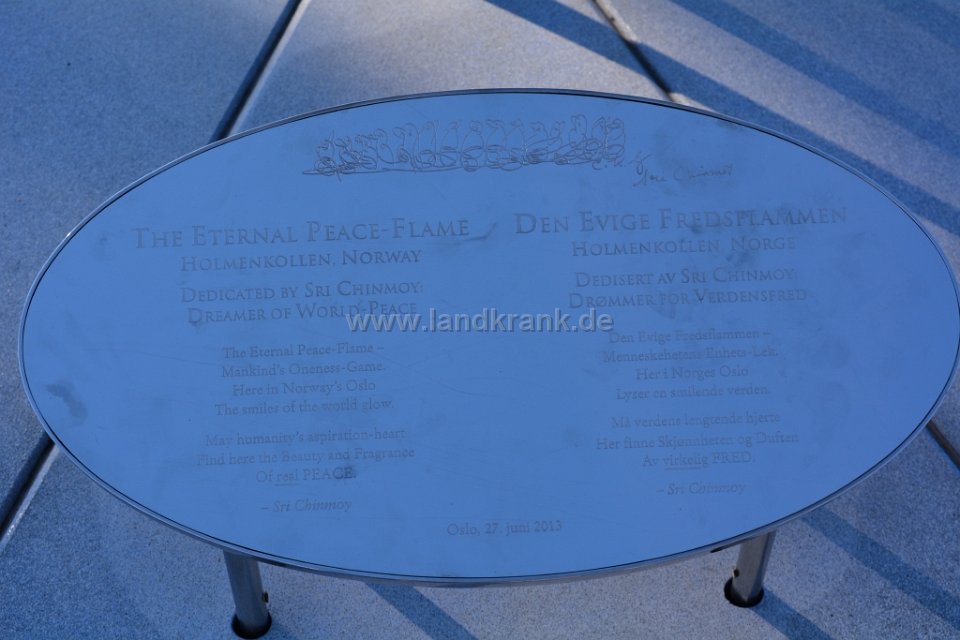 Sri Chinmoy
THE ETERNAL PEACE-FLAME
HOLMENKOLLEN, NORWAY
DEDICATED BY SRI CHINMOY:
DREAMER OF WORLD-PEACE
The Eternal Peace-Flame –
Mankind's Oneness-Game.
Here in Norway's Oslo
The smiles of the world glow.
May humanity's aspiration-heart
Find here the Beauty and Fragrance
Of real PEACE.
– Sri Chinmoy
DEN EVIGE FREDSFLAMMEN
HOLMENKOLLEN, NORGE
DEDISERT AV SRI CHINMOY:
DRØMMER FOR VERDENSFRED
Den Evige Fredsflammen –
Menneskehetens Enhets-Lek.
Her i Norges Oslo
Lyser en smilende verden.
Må verdens lengtende hjerte
Her finne Skjønnheten og Duften
Av virkelig FRED.
– Sri Chinmoy
Oslo, 27. juni 2013
www.landkrank.de